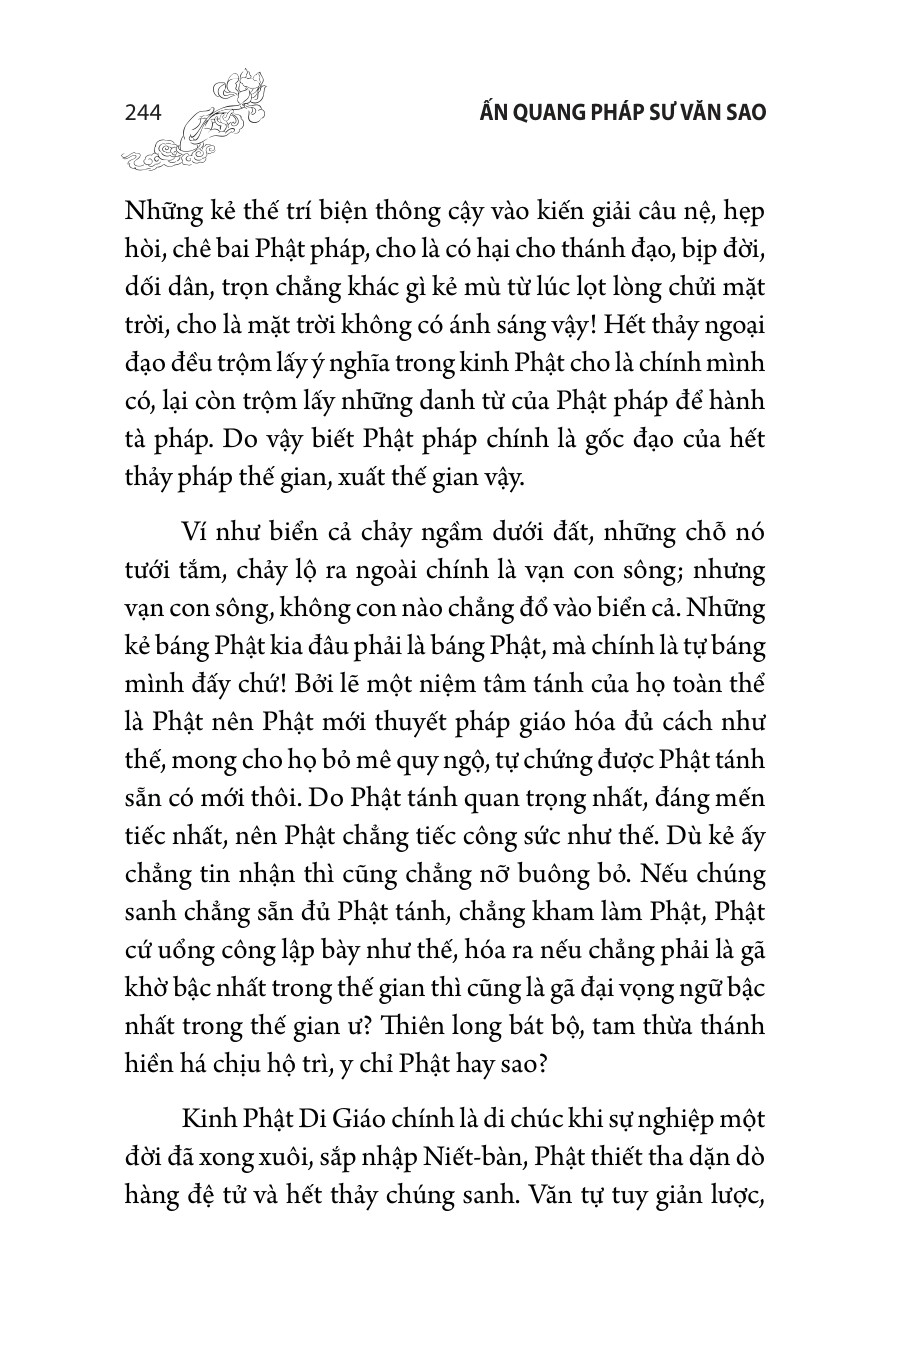 244
ẤN QUANG PHÁP SƯ VĂN SAO
Những kẻ thế trí biện thông cậy vào kiến giải câu nệ, hẹp
hòi, chê bai Phật pháp, cho là có hại cho thánh đạo, bịp đời,
dối dân, trọn chẳng khác gì kẻ mù từ lúc lọt lòng chửi mặt
trời, cho là mặt trời không có ánh sáng vậy! Hết thảy ngoại
đạo đều trộm lấy ý nghĩa trong kinh Phật cho là chính mình
có, lại còn trộm lấy những danh từ của Phật pháp để hành
tà pháp. Do vậy biết Phật pháp chính là gốc đạo của hết
thảy pháp thế gian, xuất thế gian vậy.
Ví như biển cả chảy ngầm dưới đất, những chỗ nó
tưới tắm, chảy lộ ra ngoài chính là vạn con sông; nhưng
vạn con sông, không con nào chẳng đổ vào biển cả. Những
kẻ báng Phật kia đâu phải là báng Phật, mà chính là tự báng
mình đấy chứ! Bởi lẽ một niệm tâm tánh của họ toàn thể
là Phật nên Phật mới thuyết pháp giáo hóa đủ cách như
thế, mong cho họ bỏ mê quy ngộ, tự chứng được Phật tánh
sẵn có mới thôi. Do Phật tánh quan trọng nhất, đáng mến
tiếc nhất, nên Phật chẳng tiếc công sức như thế. Dù kẻ ấy
chẳng tin nhận thì cũng chẳng nỡ buông bỏ. Nếu chúng
sanh chẳng sẵn đủ Phật tánh, chẳng kham làm Phật, Phật
cứ uổng công lập bày như thế, hóa ra nếu chẳng phải là gã
khờ bậc nhất trong thế gian thì cũng là gã đại vọng ngữ bậc
nhất trong thế gian ư? Thiên long bát bộ, tam thừa thánh
hiền há chịu hộ trì, y chỉ Phật hay sao?
Kinh Phật Di Giáo chính là di chúc khi sự nghiệp một
đời đã xong xuôi, sắp nhập Niết-bàn, Phật thiết tha dặn dò
hàng đệ tử và hết thảy chúng sanh. Văn tự tuy giản lược,